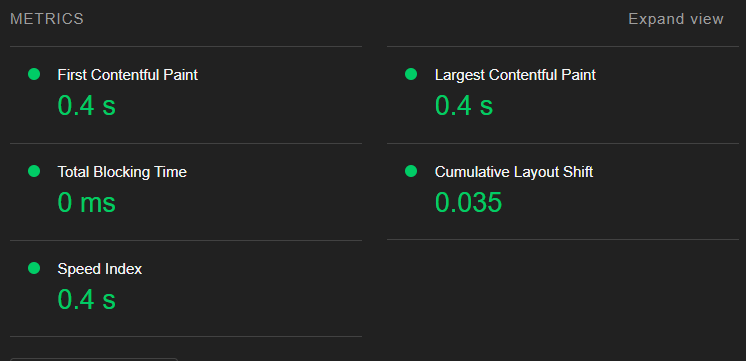 METRICS
Expand view
First Contentful Paint
0.4 s
Largest Contentful Paint
0.4 s
Total Blocking Time
0 ms
Cumulative Layout Shift
0.035
Speed Index
0.4 s